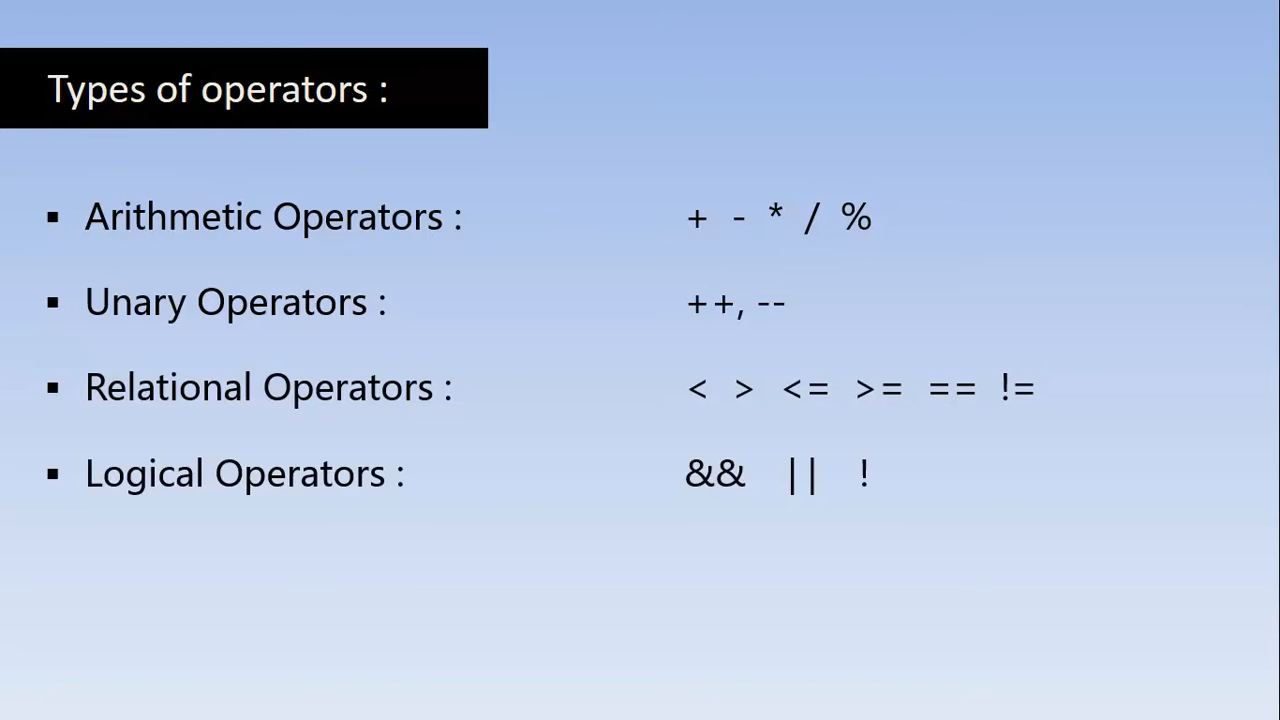 Types of operators :
▪ Arithmetic Operators : + - * / %
▪ Unary Operators : ++, --
▪ Relational Operators : < > <= >= == !=
▪ Logical Operators : && || !